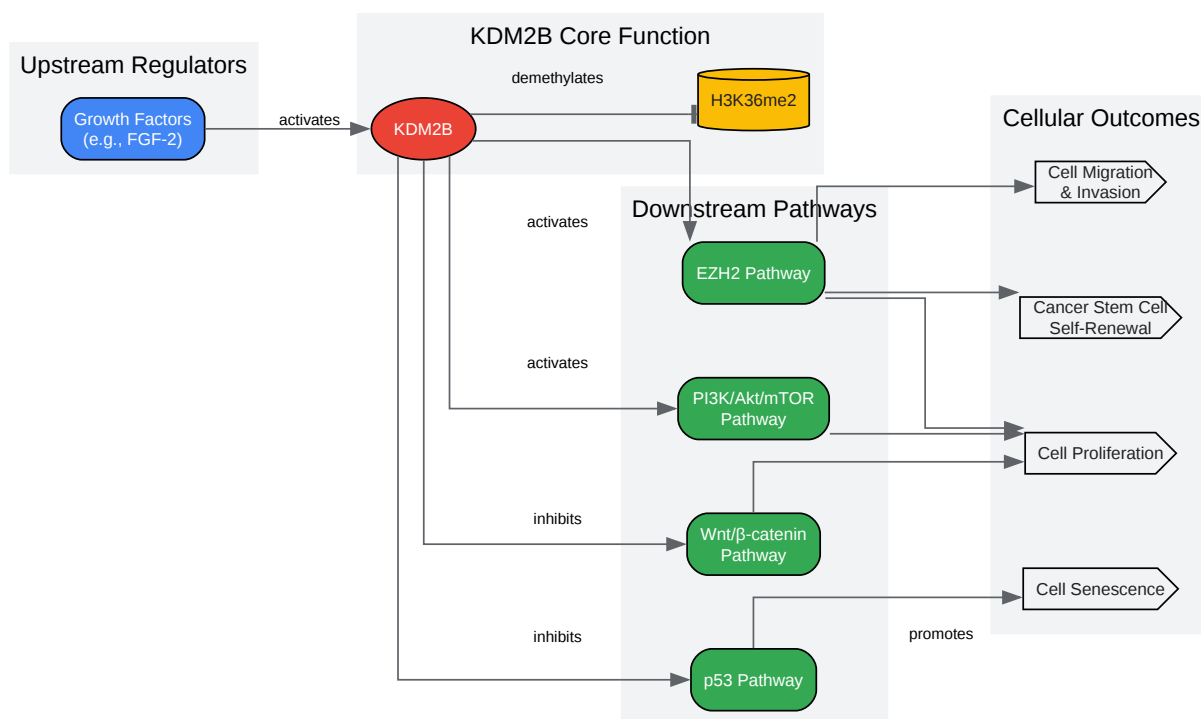 Upstream Regulators
Growth Factors
(e.g., FGF-2)
activates
KDM2B Core Function
demethylates
KDM2B
H3K36me2
activates
activates
inhibits
inhibits
Downstream Pathways
EZH2 Pathway
PI3K/Akt/mTOR
Pathway
Wnt/β-catenin
Pathway
p53 Pathway
promotes
Cellular Outcomes
Cell Migration
& Invasion
Cancer Stem Cell
Self-Renewal
Cell Proliferation
Cell Senescence